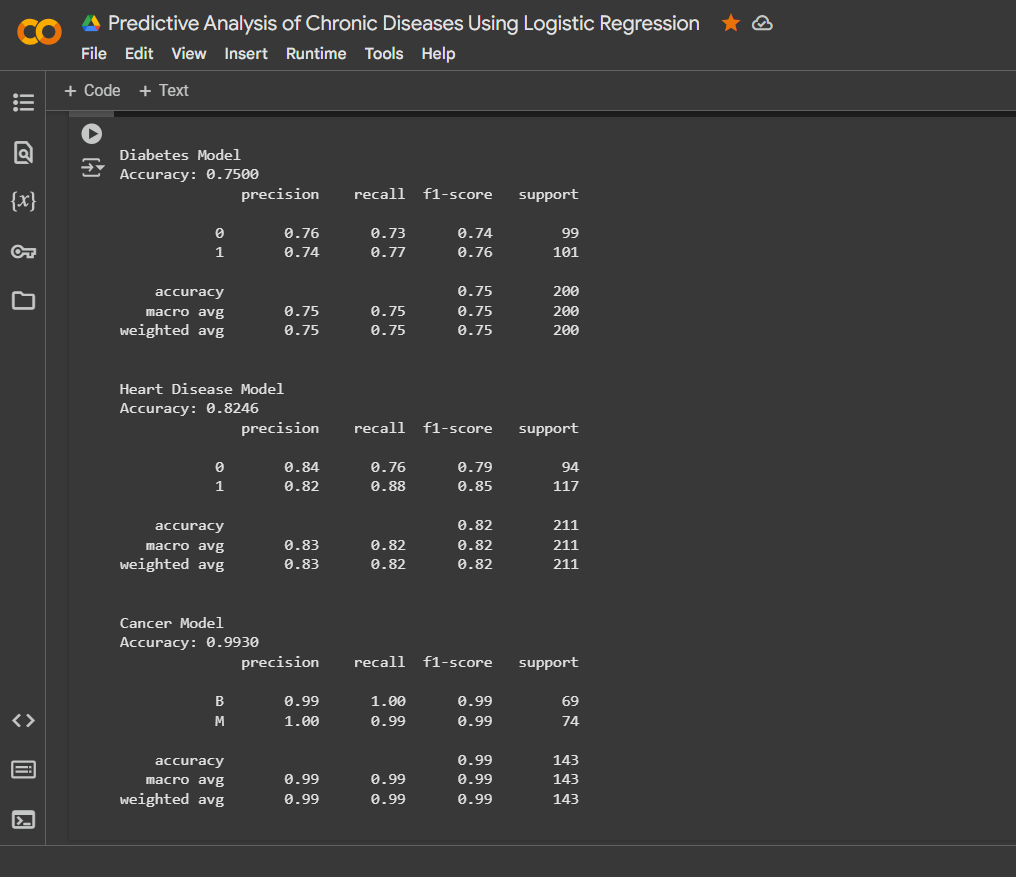 Predictive Analysis of Chronic Diseases Using Logistic Regression
File Edit View Insert Runtime Tools Help
+ Code + Text
Diabetes Model
Accuracy: 0.7500
precision recall f1-score support
0 0.76 0.73 0.74 99
1 0.74 0.77 0.76 101
accuracy 0.75 200
macro avg 0.75 0.75 0.75 200
weighted avg 0.75 0.75 0.75 200
Heart Disease Model
Accuracy: 0.8246
precision recall f1-score support
0 0.84 0.76 0.79 94
1 0.82 0.88 0.85 117
accuracy 0.82 211
macro avg 0.83 0.82 0.82 211
weighted avg 0.83 0.82 0.82 211
Cancer Model
Accuracy: 0.9930
precision recall f1-score support
B 0.99 1.00 0.99 69
M 1.00 0.99 0.99 74
accuracy 0.99 143
macro avg 0.99 0.99 0.99 143
weighted avg 0.99 0.99 0.99 143
{x}